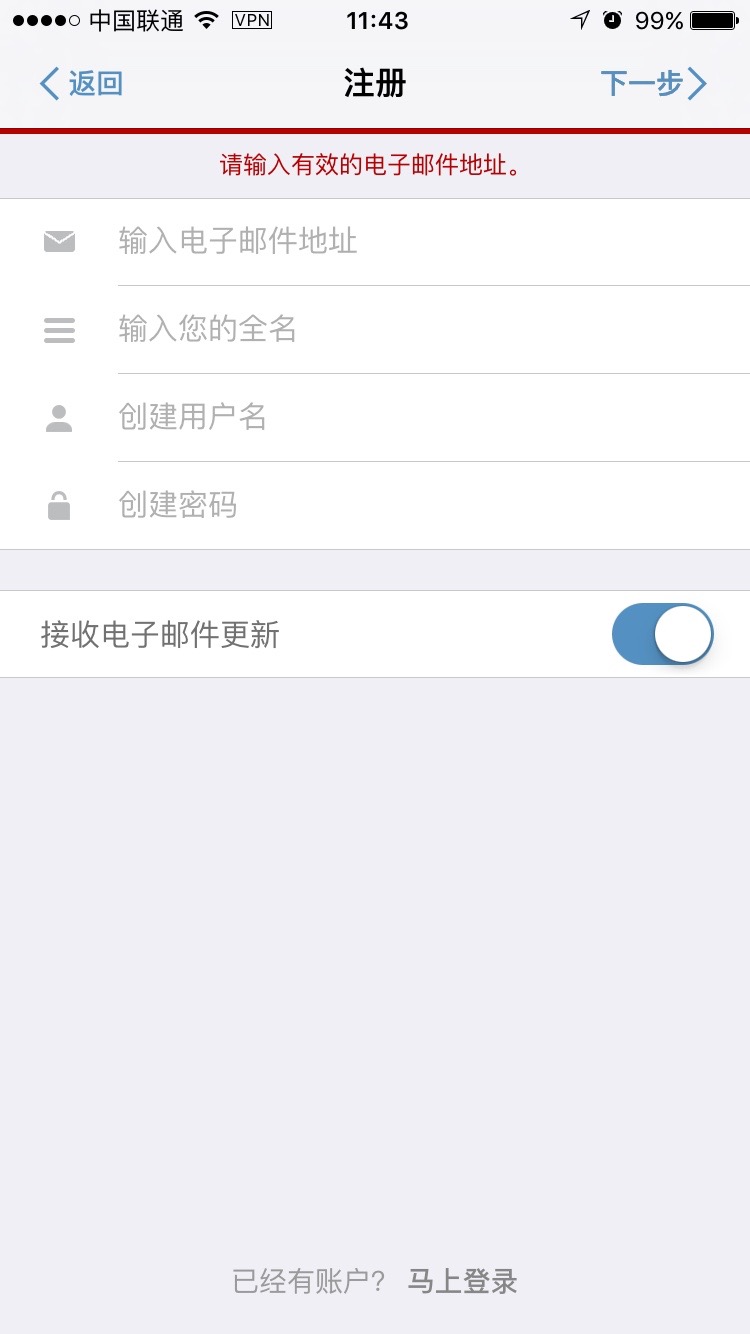 中国联通 VPN 11:43 99%
返回 注册 下一步
请输入有效的电子邮件地址。
输入电子邮件地址
输入您的全名
创建用户名
创建密码
接收电子邮件更新
已经有账户? 马上登录